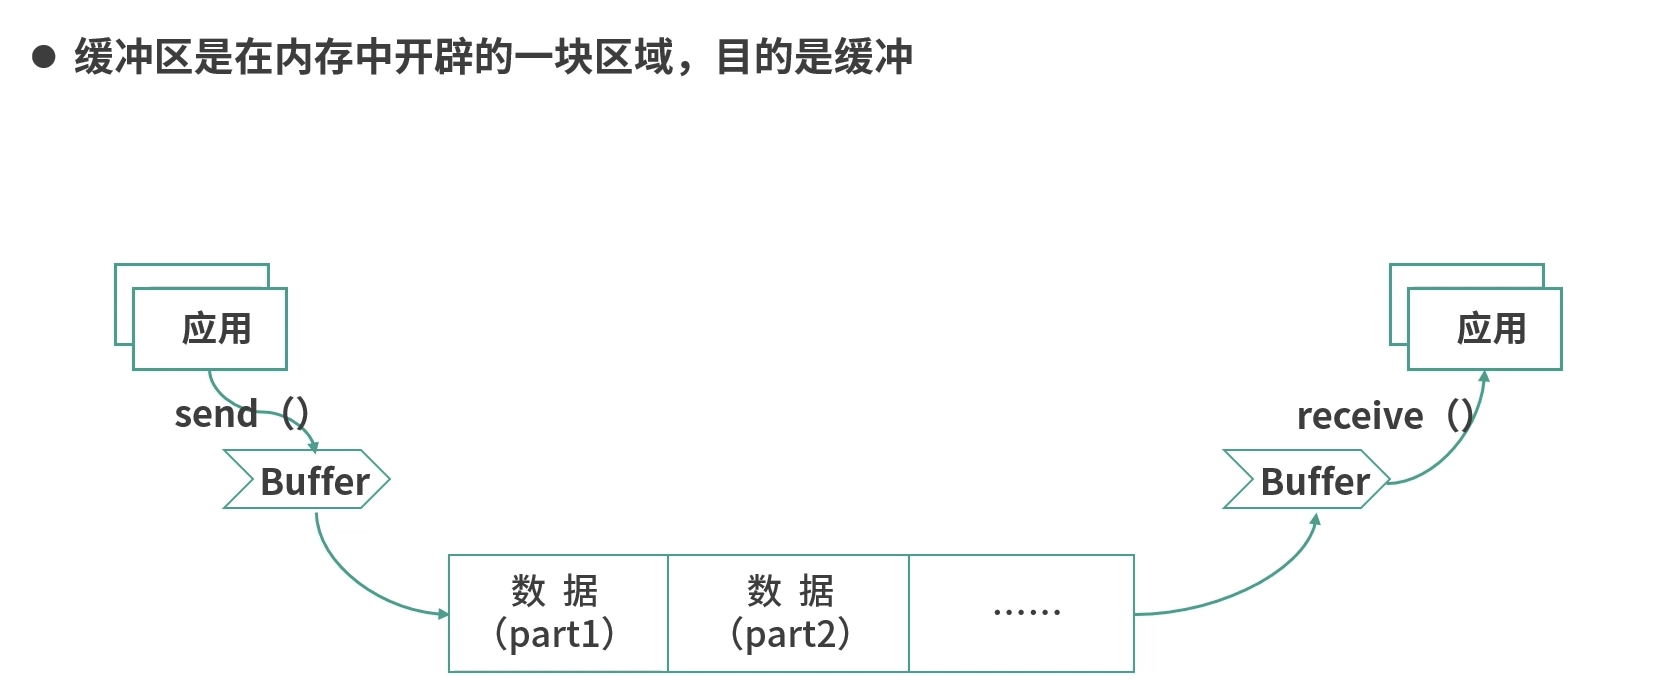 ● 缓冲区是在内存中开辟的一块区域，目的是缓冲
应用
应用
send（）
receive（）
Buffer
Buffer
数 据
（part1）
数 据
（part2）
……